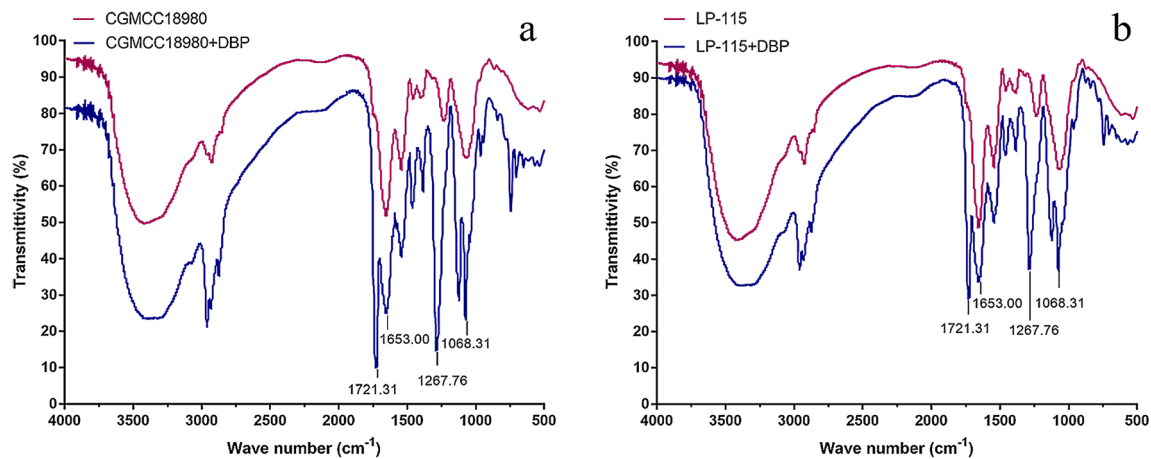 CGMCC18980
CGMCC18980+DBP
a
100
90
80
70
60
50
40
30
20
10
0
Transmittivity (%)
1653.00
1068.31
1721.31
1267.76
4000 3500 3000 2500 2000 1500 1000 500
Wave number (cm-1)
LP-115
LP-115+DBP
b
100
90
80
70
60
50
40
30
20
10
0
Transmittivity (%)
1653.00
1068.31
1721.31
1267.76
4000 3500 3000 2500 2000 1500 1000 500
Wave number (cm-1)